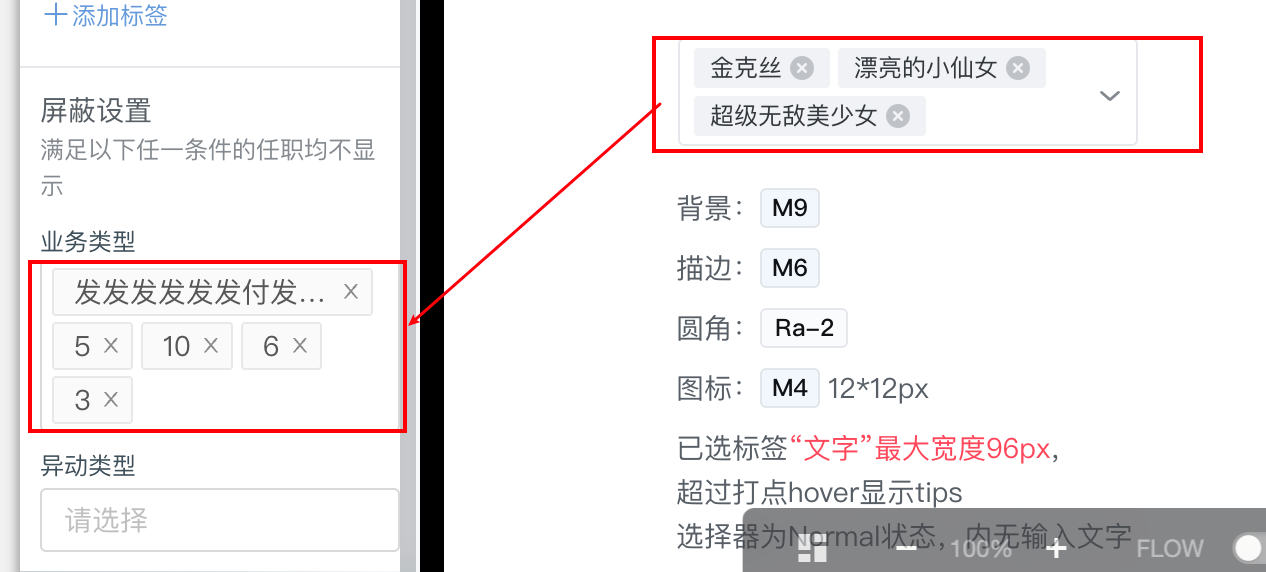 +添加标签
屏蔽设置
满足以下任一条件的任职均不显
示
业务类型
发发发发发发付发... ×
5 × 10 × 6 ×
3 ×
异动类型
请选择
金克丝 × 漂亮的小仙女 ×
超级无敌美少女 ×
背景： M9
描边： M6
圆角： Ra-2
图标： M4 12*12px
已选标签“文字”最大宽度96px，
超过打点hover显示tips
选择器为Normal状态，内无输入文字
100% FLOW